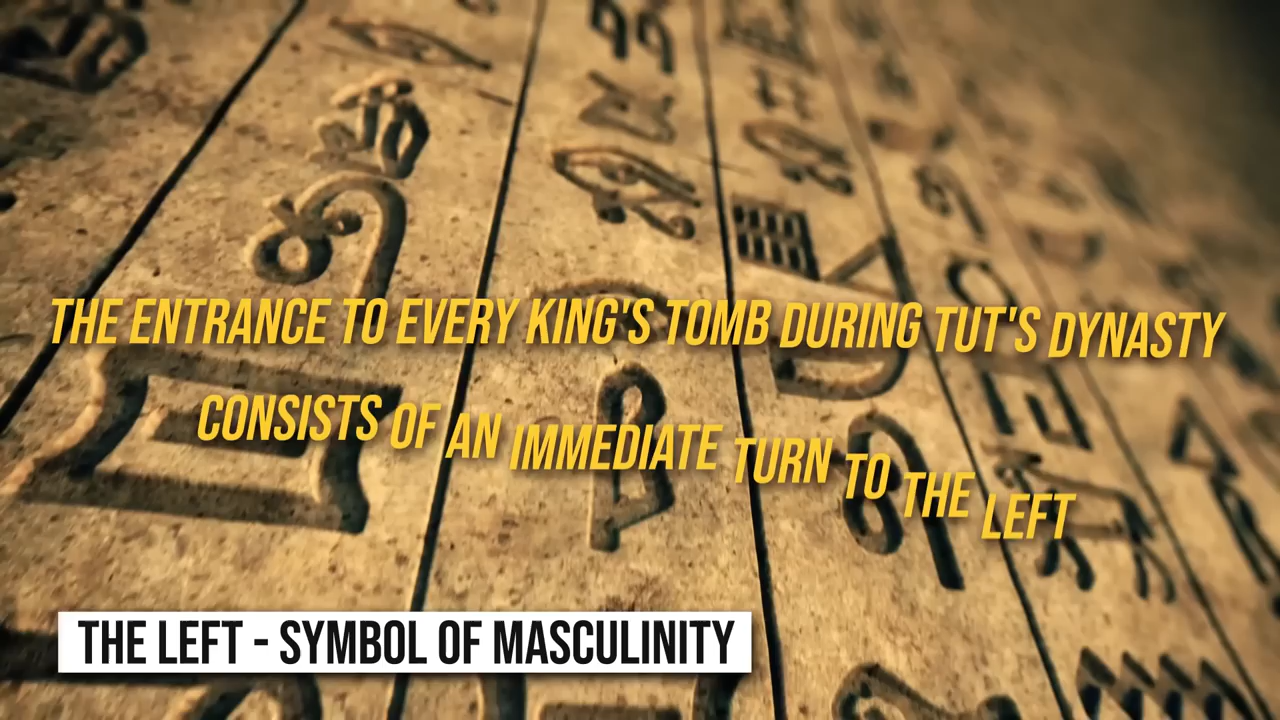 THE ENTRANCE TO EVERY KING'S TOMB DURING TUT'S DYNASTY
CONSISTS OF AN IMMEDIATE TURN TO THE LEFT
THE LEFT - SYMBOL OF MASCULINITY